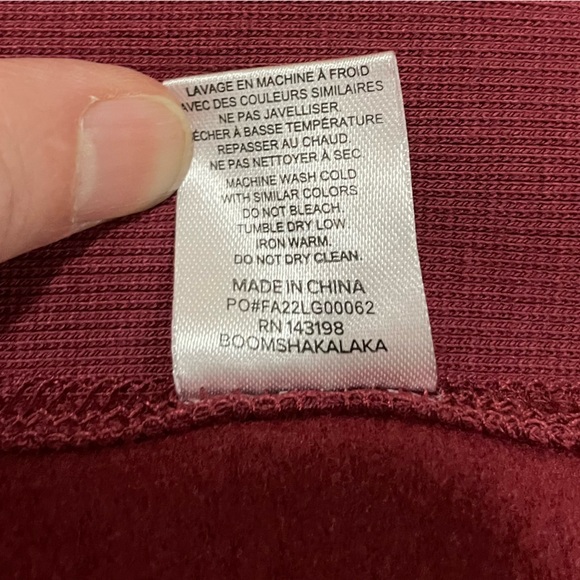 LAVAGE EN MACHINE À FROID
AVEC DES COULEURS SIMILAIRES
NE PAS JAVELLISER.
SÉCHER À BASSE TEMPÉRATURE
REPASSER AU CHAUD.
NE PAS NETTOYER À SEC
MACHINE WASH COLD
WITH SIMILAR COLORS
DO NOT BLEACH.
TUMBLE DRY LOW.
IRON WARM.
DO NOT DRY CLEAN.
MADE IN CHINA
PO#FA22LG00062
RN 143198
BOOMSHAKALAKA